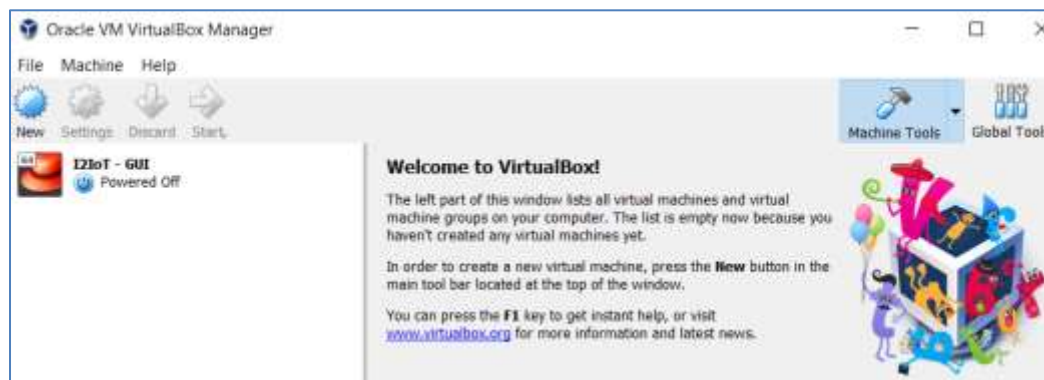 Oracle VM VirtualBox Manager
File Machine Help
New Settings Discard Start
Machine Tools
Global Tool
I2IoT - GUI
Powered Off
Welcome to VirtualBox!
The left part of this window lists all virtual machines and virtual
machine groups on your computer. The list is empty now because you
haven't created any virtual machines yet.
In order to create a new virtual machine, press the New button in the
main tool bar located at the top of the window.
You can press the F1 key to get instant help, or visit
www.virtualbox.org for more information and latest news.